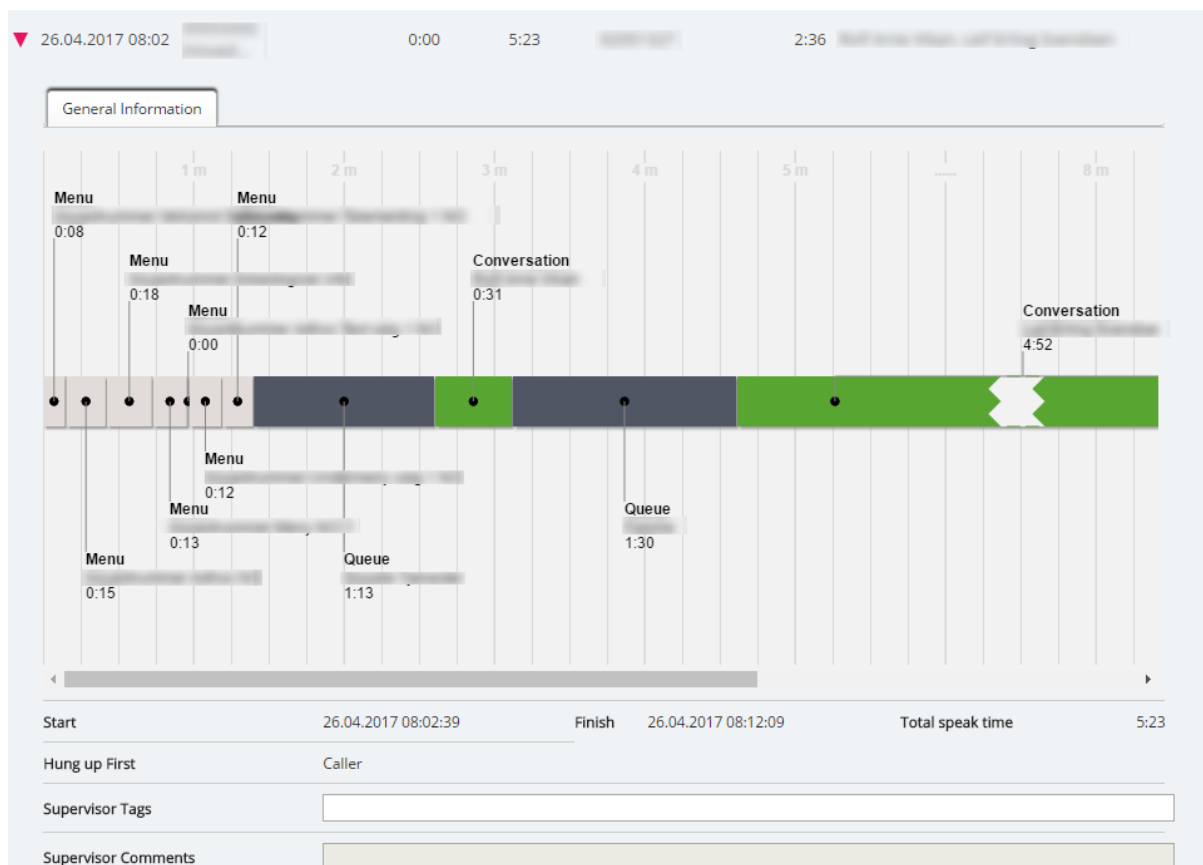 26.04.2017 08:02 0:00 5:23 2:36
General Information
1 m 2 m 3 m 4 m 5 m ...... 8 m
Menu
0:08
Menu
0:12
Menu
0:18
Menu
0:00
Conversation
0:31
Conversation
4:52
Menu
0:12
Menu
0:13
Menu
0:15
Queue
1:13
Queue
1:30
Start 26.04.2017 08:02:39 Finish 26.04.2017 08:12:09 Total speak time 5:23
Hung up First Caller
Supervisor Tags
Supervisor Comments